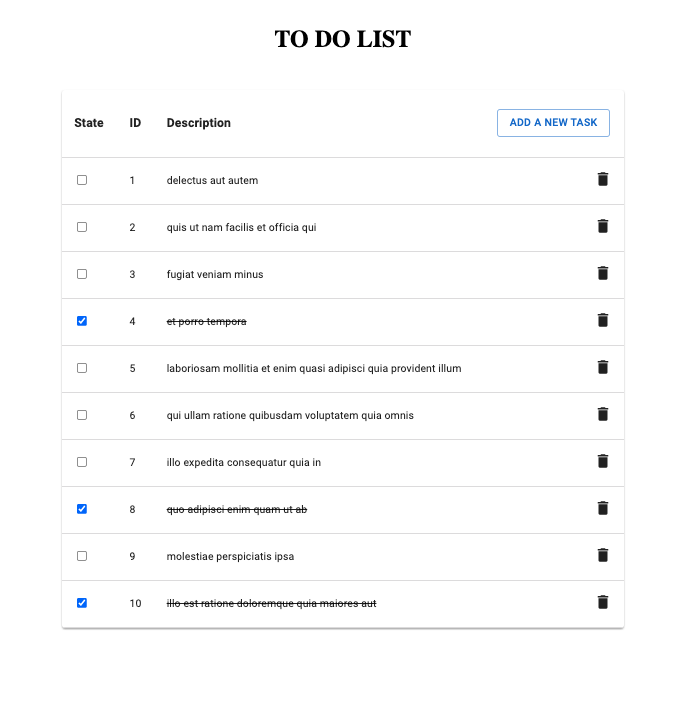 TO DO LIST
State ID Description ADD A NEW TASK
1 delectus aut autem
2 quis ut nam facilis et officia qui
3 fugiat veniam minus
4 et porro tempora
5 laboriosam mollitia et enim quasi adipisci quia provident illum
6 qui ullam ratione quibusdam voluptatem quia omnis
7 illo expedita consequatur quia in
8 quo adipisci enim quam ut ab
9 molestiae perspiciatis ipsa
10 illo est ratione doloremque quia maiores aut